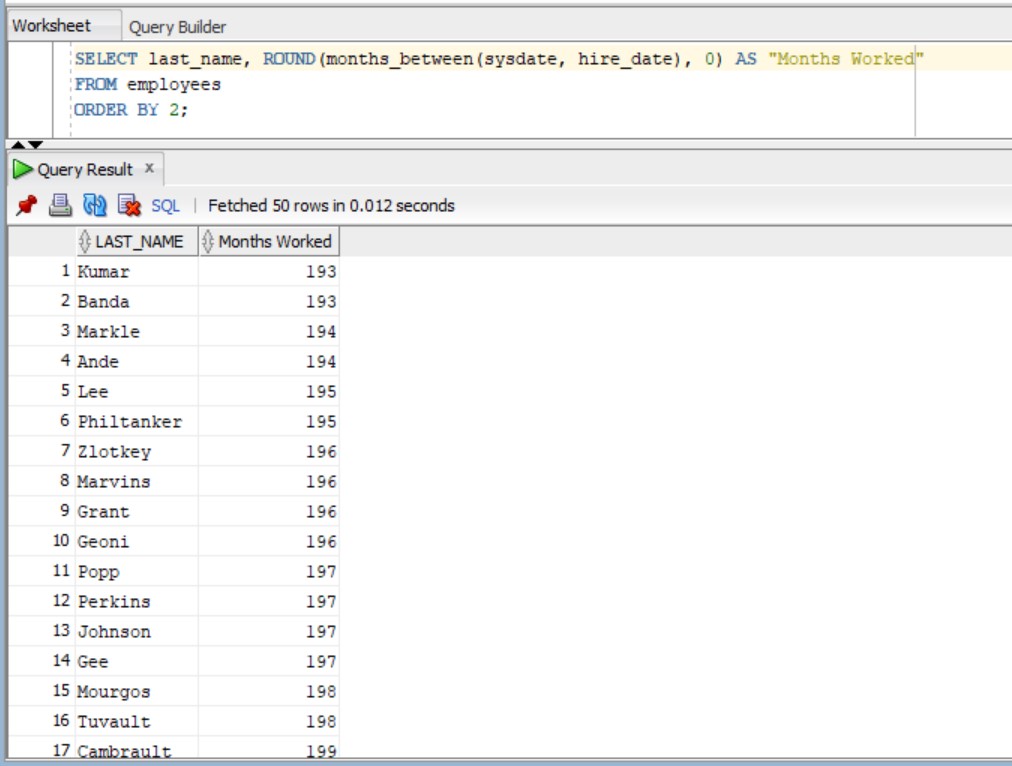 Worksheet Query Builder
SELECT last_name, ROUND(months_between(sysdate, hire_date), 0) AS "Months Worked"
FROM employees
ORDER BY 2;
Query Result x
SQL | Fetched 50 rows in 0.012 seconds
LAST_NAME Months Worked
1 Kumar 193
2 Banda 193
3 Markle 194
4 Ande 194
5 Lee 195
6 Philtanker 195
7 Zlotkey 196
8 Marvins 196
9 Grant 196
10 Geoni 196
11 Popp 197
12 Perkins 197
13 Johnson 197
14 Gee 197
15 Mourgos 198
16 Tuvault 198
17 Cambrault 199